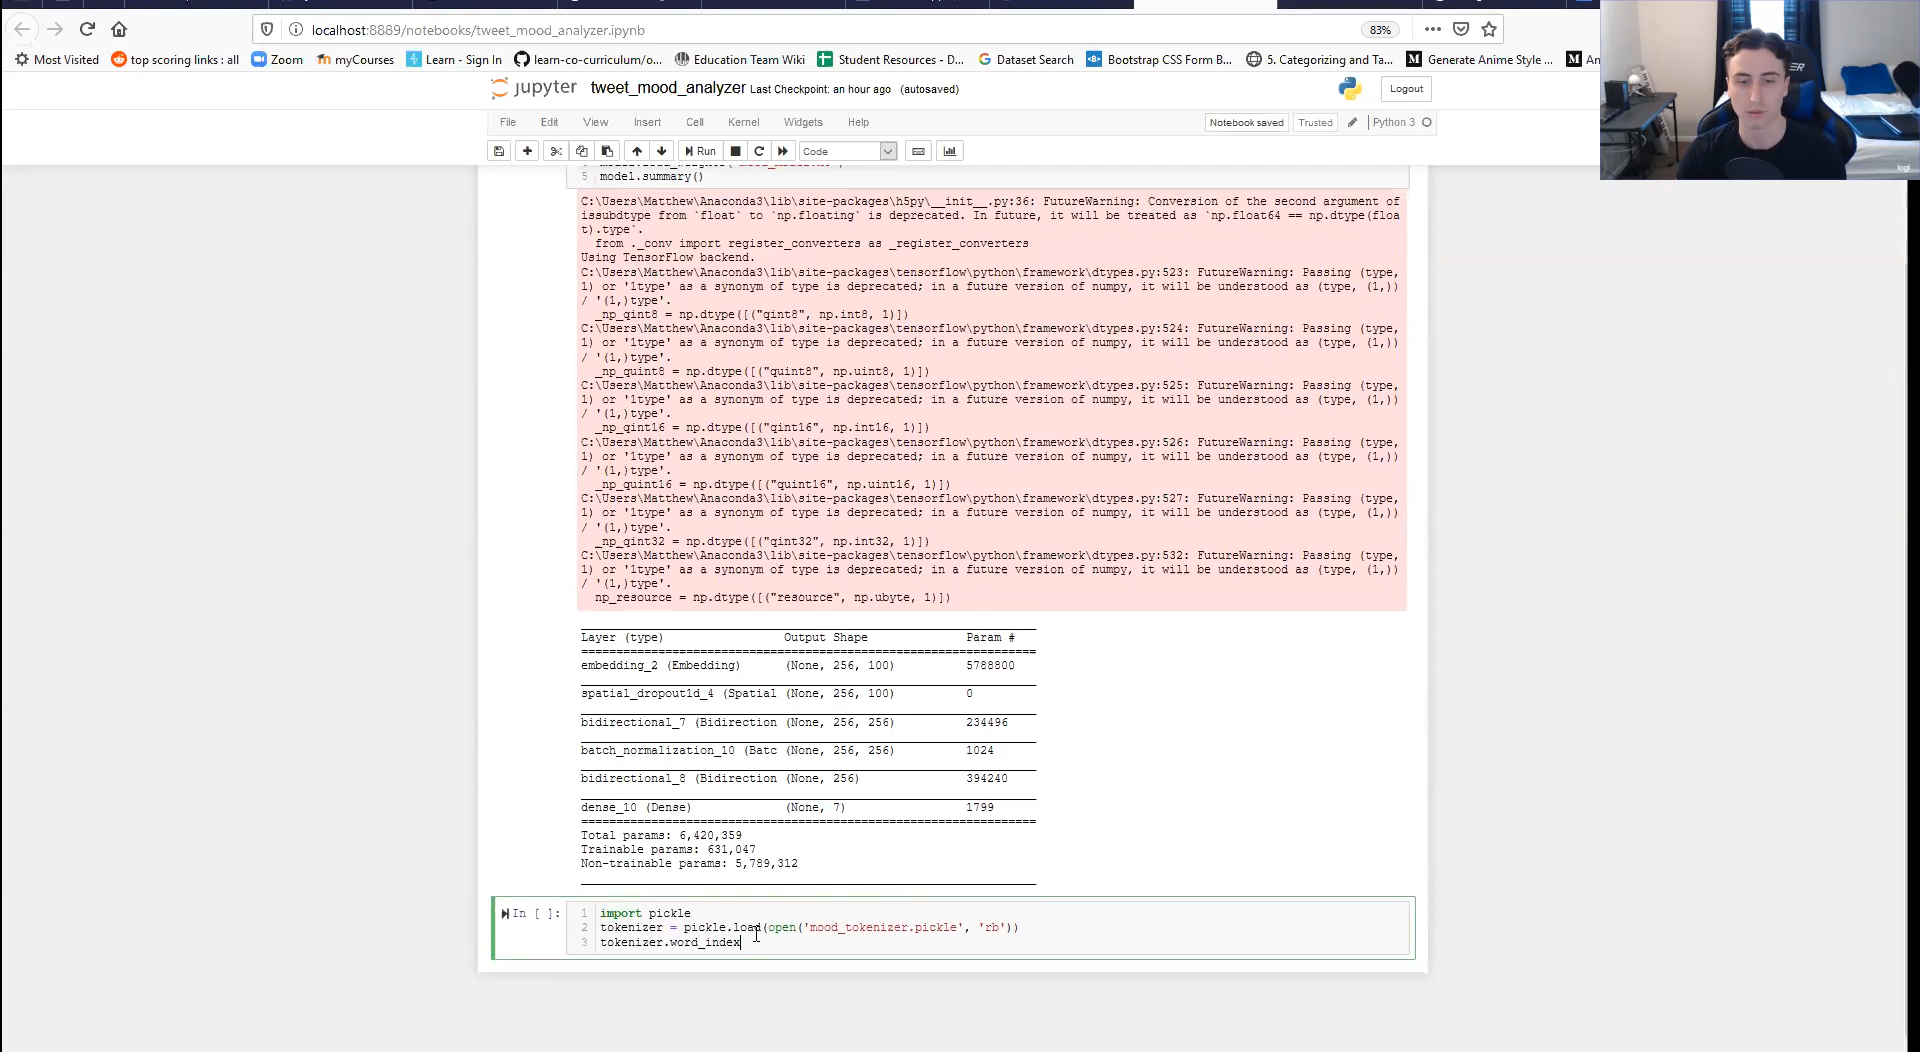 localhost:8889/notebooks/tweet_mood_analyzer.ipynb
83%
Most Visited
top scoring links : all
Zoom
myCourses
Learn - Sign In
learn-co-curriculum/o...
Education Team Wiki
Student Resources - D...
Dataset Search
Bootstrap CSS Form B...
5. Categorizing and Ta...
Generate Anime Style ...
An
jupyter tweet_mood_analyzer Last Checkpoint: an hour ago (autosaved)
Logout
File Edit View Insert Cell Kernel Widgets Help
Notebook saved
Trusted
Python 3
Run
Code
5 model.summary()
C:\Users\Matthew\Anaconda3\lib\site-packages\h5py\__init__.py:36: FutureWarning: Conversion of the second argument of
issubdtype from `float` to `np.floating` is deprecated. In future, it will be treated as `np.float64 == np.dtype(floa
t).type`.
from ._conv import register_converters as _register_converters
Using TensorFlow backend.
C:\Users\Matthew\Anaconda3\lib\site-packages\tensorflow\python\framework\dtypes.py:523: FutureWarning: Passing (type,
1) or '1type' as a synonym of type is deprecated; in a future version of numpy, it will be understood as (type, (1,))
/ '(1,)type'.
_np_qint8 = np.dtype([("qint8", np.int8, 1)])
C:\Users\Matthew\Anaconda3\lib\site-packages\tensorflow\python\framework\dtypes.py:524: FutureWarning: Passing (type,
1) or '1type' as a synonym of type is deprecated; in a future version of numpy, it will be understood as (type, (1,))
/ '(1,)type'.
_np_quint8 = np.dtype([("quint8", np.uint8, 1)])
C:\Users\Matthew\Anaconda3\lib\site-packages\tensorflow\python\framework\dtypes.py:525: FutureWarning: Passing (type,
1) or '1type' as a synonym of type is deprecated; in a future version of numpy, it will be understood as (type, (1,))
/ '(1,)type'.
_np_qint16 = np.dtype([("qint16", np.int16, 1)])
C:\Users\Matthew\Anaconda3\lib\site-packages\tensorflow\python\framework\dtypes.py:526: FutureWarning: Passing (type,
1) or '1type' as a synonym of type is deprecated; in a future version of numpy, it will be understood as (type, (1,))
/ '(1,)type'.
_np_quint16 = np.dtype([("quint16", np.uint16, 1)])
C:\Users\Matthew\Anaconda3\lib\site-packages\tensorflow\python\framework\dtypes.py:527: FutureWarning: Passing (type,
1) or '1type' as a synonym of type is deprecated; in a future version of numpy, it will be understood as (type, (1,))
/ '(1,)type'.
_np_qint32 = np.dtype([("qint32", np.int32, 1)])
C:\Users\Matthew\Anaconda3\lib\site-packages\tensorflow\python\framework\dtypes.py:532: FutureWarning: Passing (type,
1) or '1type' as a synonym of type is deprecated; in a future version of numpy, it will be understood as (type, (1,))
/ '(1,)type'.
np_resource = np.dtype([("resource", np.ubyte, 1)])
Layer (type) Output Shape Param #
embedding_2 (Embedding) (None, 256, 100) 5788800
spatial_dropout1d_4 (Spatial (None, 256, 100) 0
bidirectional_7 (Bidirection (None, 256, 256) 234496
batch_normalization_10 (Batc (None, 256, 256) 1024
bidirectional_8 (Bidirection (None, 256) 394240
dense_10 (Dense) (None, 7) 1799
Total params: 6,420,359
Trainable params: 631,047
Non-trainable params: 5,789,312
In [ ]:
1 import pickle
2 tokenizer = pickle.load(open('mood_tokenizer.pickle', 'rb'))
3 tokenizer.word_index
logi